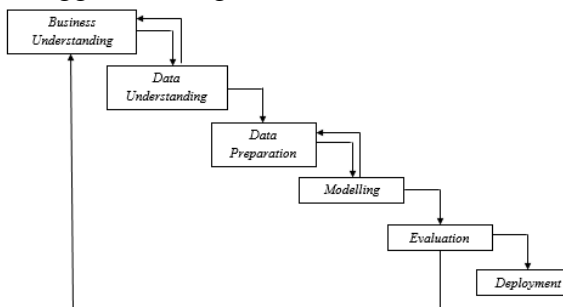 Business
Understanding
Data
Understanding
Data
Preparation
Modelling
Evaluation
Deployment